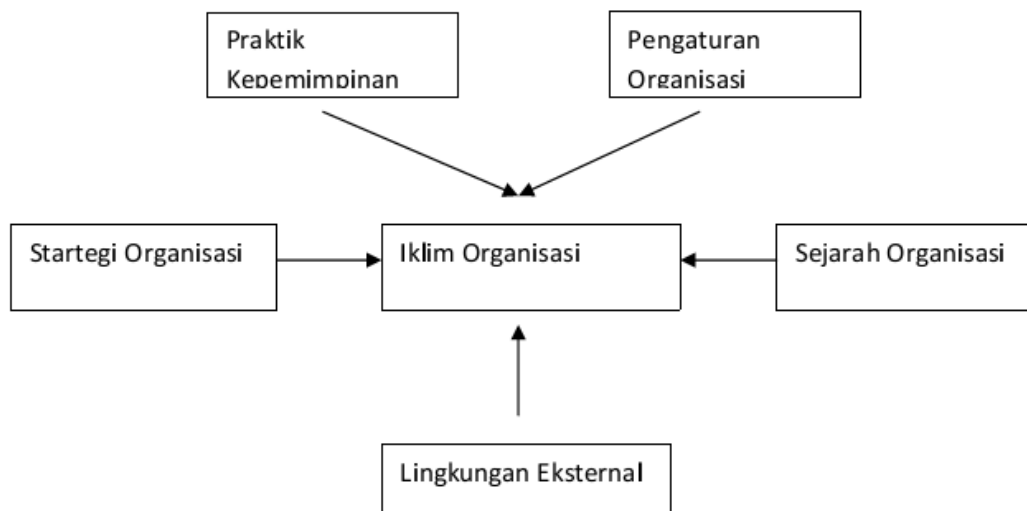 Praktik
Kepemimpinan
Pengaturan
Organisasi
Startegi Organisasi
Iklim Organisasi
Sejarah Organisasi
Lingkungan Eksternal